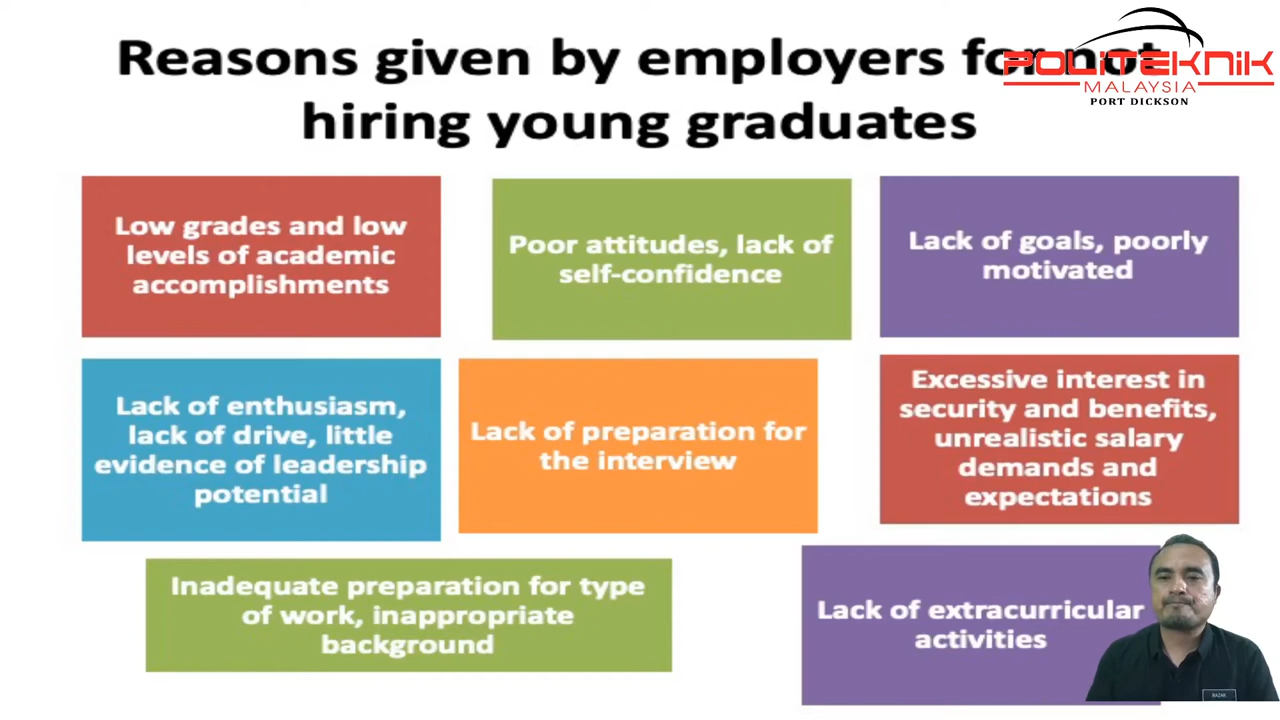 Reasons given by employers for not
hiring young graduates
POLITEKNIK
MALAYSIA
PORT DICKSON
Low grades and low
levels of academic
accomplishments
Poor attitudes, lack of
self-confidence
Lack of goals, poorly
motivated
Lack of enthusiasm,
lack of drive, little
evidence of leadership
potential
Lack of preparation for
the interview
Excessive interest in
security and benefits,
unrealistic salary
demands and
expectations
Inadequate preparation for type
of work, inappropriate
background
Lack of extracurricular
activities
RAZAK